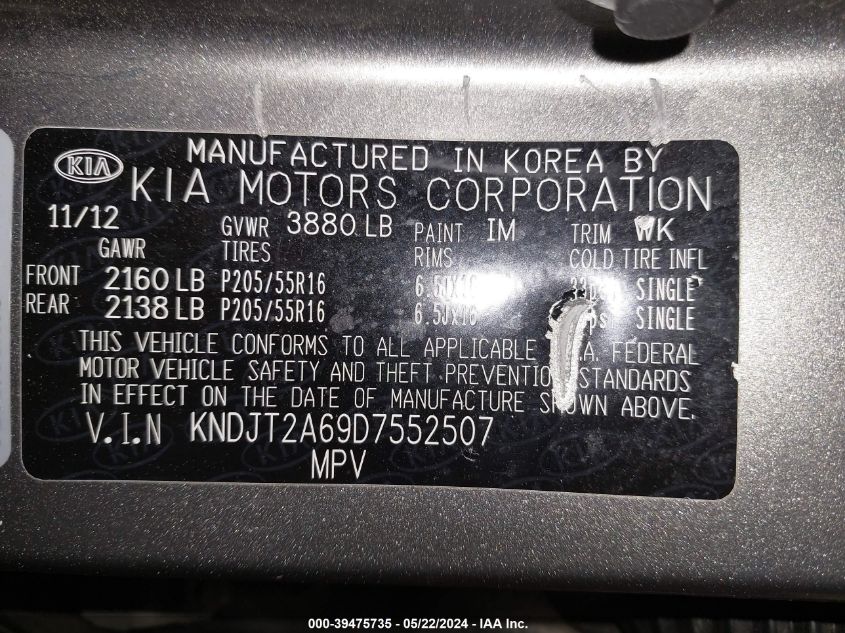 KIA
MANUFACTURED IN KOREA BY
KIA MOTORS CORPORATION
11/12 GVWR 3880 LB PAINT IM TRIM WK
GAWR TIRES RIMS COLD TIRE INFL
FRONT 2160 LB P205/55R16 SINGLE
REAR 2138 LB P205/55R16 6.5JX16 SINGLE
THIS VEHICLE CONFORMS TO ALL APPLICABLE FEDERAL
MOTOR VEHICLE SAFETY AND THEFT PREVENTION STANDARDS
IN EFFECT ON THE DATE OF MANUFACTURE SHOWN ABOVE.
V.I.N KNDJT2A69D7552507
MPV
000-39475735 - 05/22/2024 - IAA Inc.